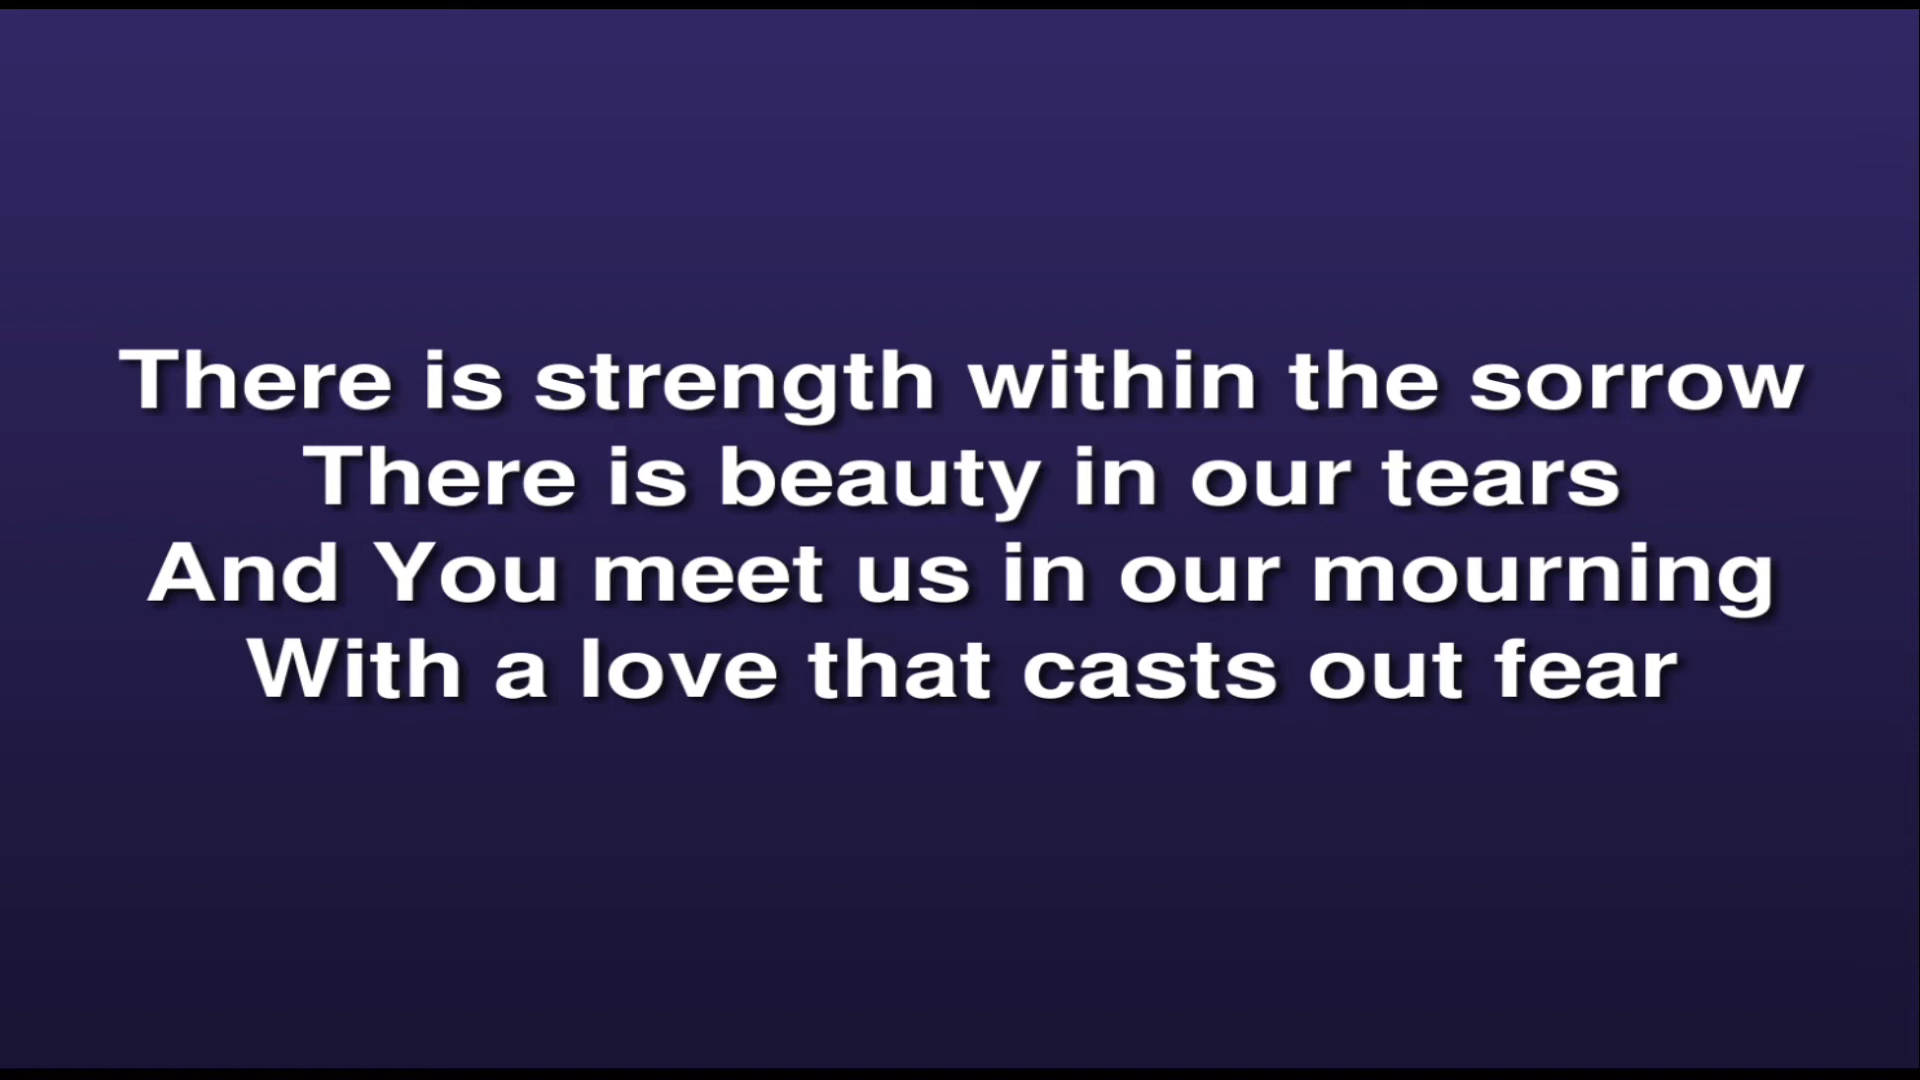 There is strength within the sorrow
There is beauty in our tears
And You meet us in our mourning
With a love that casts out fear